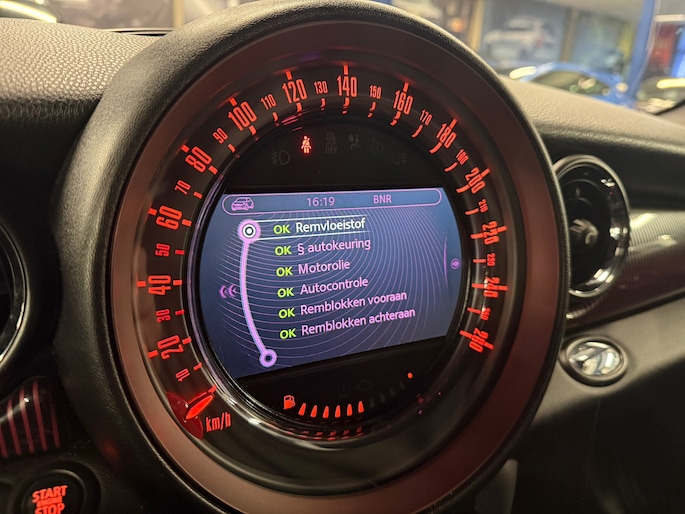 16:19 BNR
OK Remvloeistof
OK § autokeuring
OK Motorolie
OK Autocontrole
OK Remblokken vooraan
OK Remblokken achteraan
10
20
30
40
50
60
70
80
90
100
110
120
130
140
150
160
170
180
190
200
210
220
230
240
250
260
km/h
OFF
START
STOP